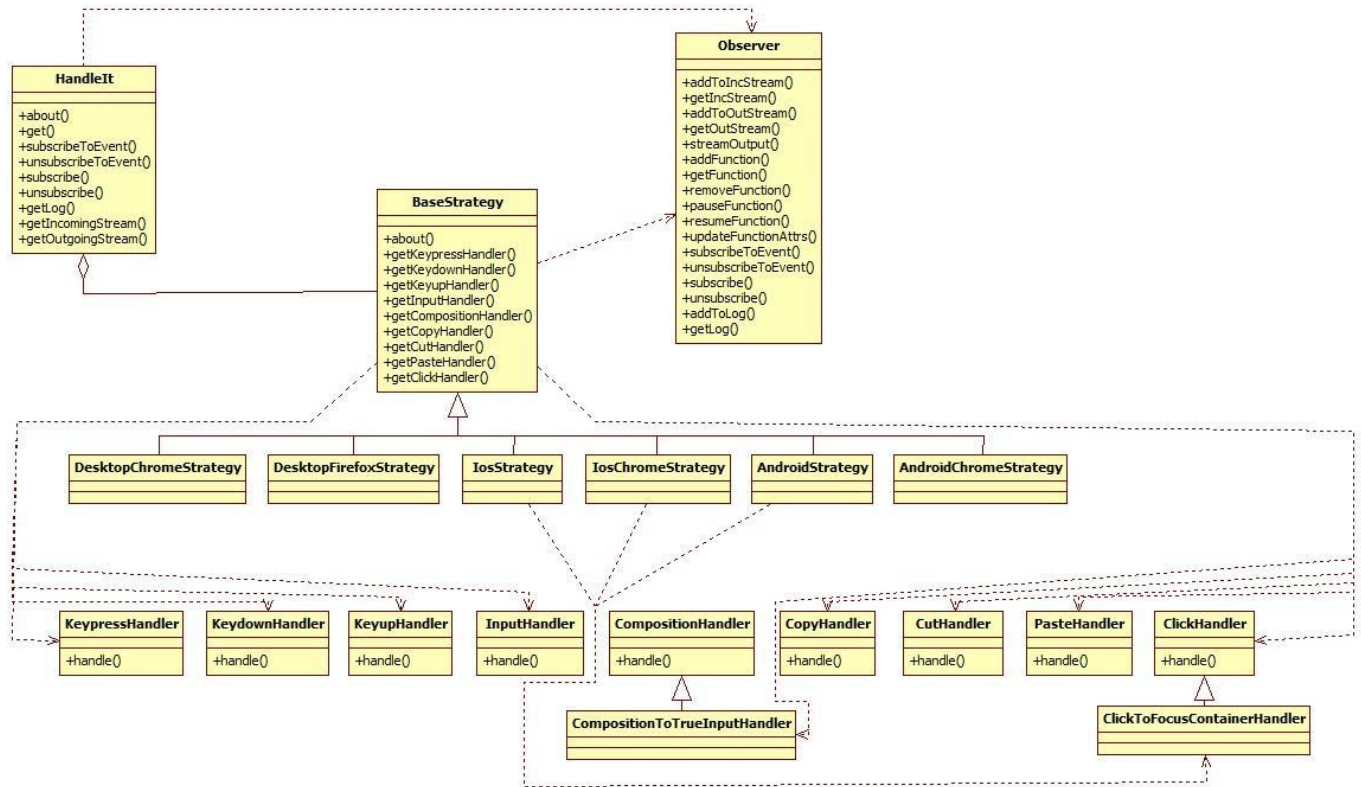 HandleIt
+about()
+get()
+subscribeToEvent()
+unsubscribeToEvent()
+subscribe()
+unsubscribe()
+getLog()
+getIncomingStream()
+getOutgoingStream()
Observer
+addToIncStream()
+getIncStream()
+addToOutStream()
+getOutStream()
+streamOutput()
+addFunction()
+getFunction()
+removeFunction()
+pauseFunction()
+resumeFunction()
+updateFunctionAttrs()
+subscribeToEvent()
+unsubscribeToEvent()
+subscribe()
+unsubscribe()
+addToLog()
+getLog()
BaseStrategy
+about()
+getKeypressHandler()
+getKeydownHandler()
+getKeyupHandler()
+getInputHandler()
+getCompositionHandler()
+getCopyHandler()
+getCutHandler()
+getPasteHandler()
+getClickHandler()
DesktopChromeStrategy
DesktopFirefoxStrategy
IosStrategy
IosChromeStrategy
AndroidStrategy
AndroidChromeStrategy
KeypressHandler
+handle()
KeydownHandler
+handle()
KeyupHandler
+handle()
InputHandler
+handle()
CompositionHandler
+handle()
CopyHandler
+handle()
CutHandler
+handle()
PasteHandler
+handle()
ClickHandler
+handle()
CompositionToTrueInputHandler
ClickToFocusContainerHandler